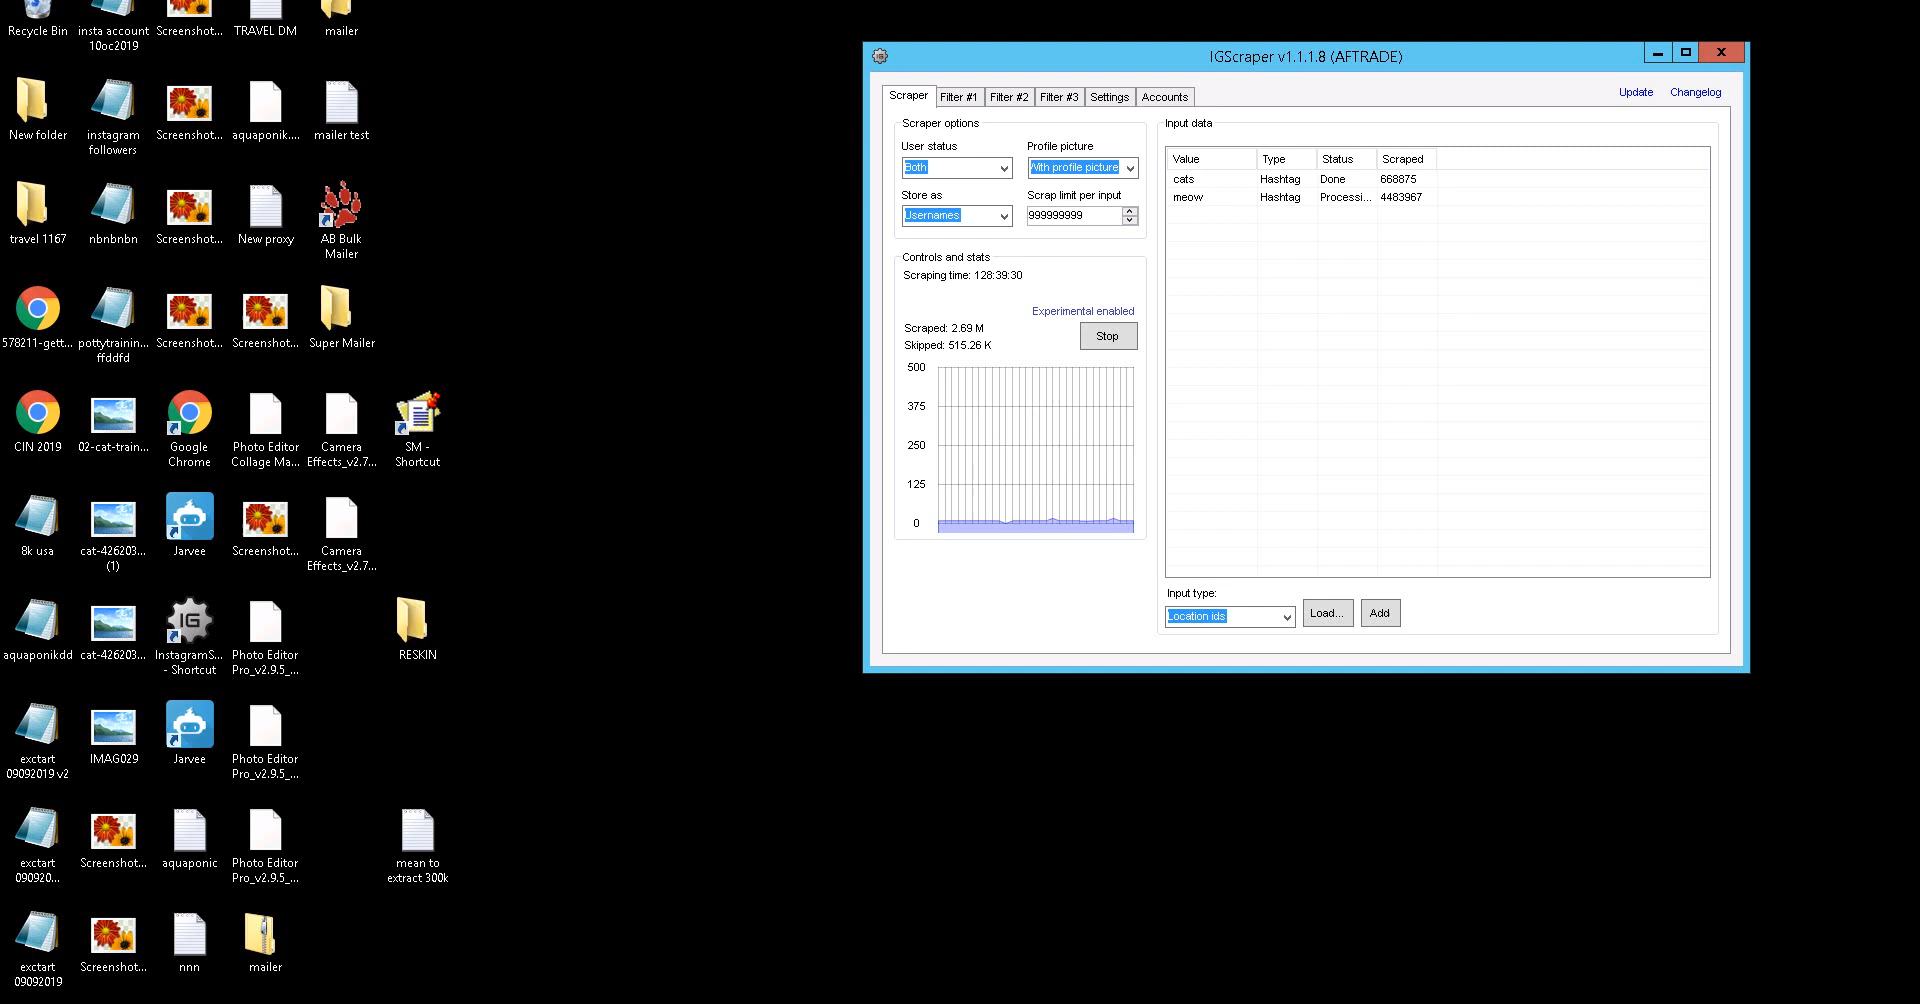 Recycle Bin
insta account
10oc2019
Screenshot...
TRAVEL DM
mailer
New folder
instagram
followers
Screenshot...
aquaponik....
mailer test
travel 1167
nbnbnbn
Screenshot...
New proxy
AB Bulk
Mailer
578211-gett...
pottytrainin...
ffddfd
Screenshot...
Screenshot...
Super Mailer
CIN 2019
02-cat-train...
Google
Chrome
Photo Editor
Collage Ma...
Camera
Effects_v2.7...
SM -
Shortcut
8k usa
cat-426203...
(1)
Jarvee
Screenshot...
Camera
Effects_v2.7...
aquaponikdd
cat-426203...
IG
InstagramS...
- Shortcut
Photo Editor
Pro_v2.9.5_...
RESKIN
exctart
09092019 v2
IMAG029
Jarvee
Photo Editor
Pro_v2.9.5_...
exctart
090920...
Screenshot...
aquaponic
Photo Editor
Pro_v2.9.5_...
mean to
extract 300k
exctart
09092019
Screenshot...
nnn
mailer
IGScraper v1.1.1.8 (AFTRADE)
Scraper
Filter #1
Filter #2
Filter #3
Settings
Accounts
Update
Changelog
Scraper options
User status
Profile picture
Both
With profile picture
Store as
Scrap limit per input
Usernames
999999999
Controls and stats
Scraping time: 128:39:30
Experimental enabled
Scraped: 2.69 M
Skipped: 515.26 K
Stop
500
375
250
125
0
Input data
Value Type Status Scraped
cats Hashtag Done 668875
meow Hashtag Processi... 4483967
Input type:
Location ids
Load...
Add